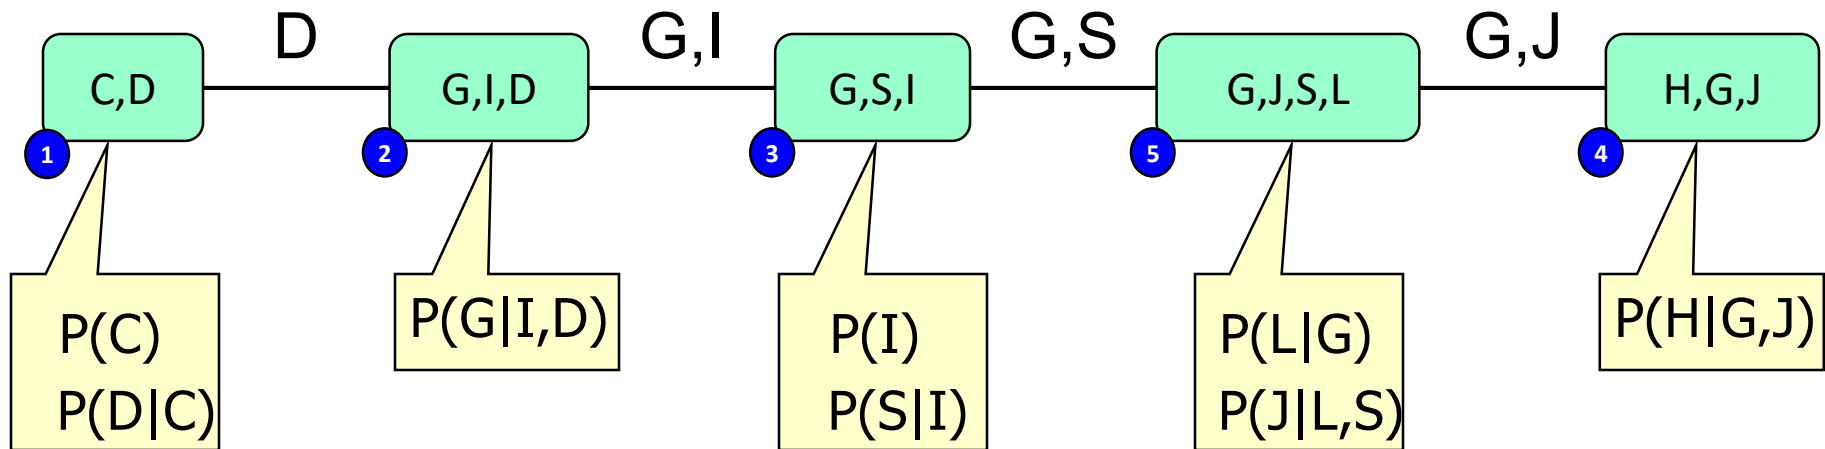 D
G,I
G,S
G,J
C,D
G,I,D
G,S,I
G,J,S,L
H,G,J
1
2
3
5
4
P(C)
P(D|C)
P(G|I,D)
P(I)
P(S|I)
P(L|G)
P(J|L,S)
P(H|G,J)